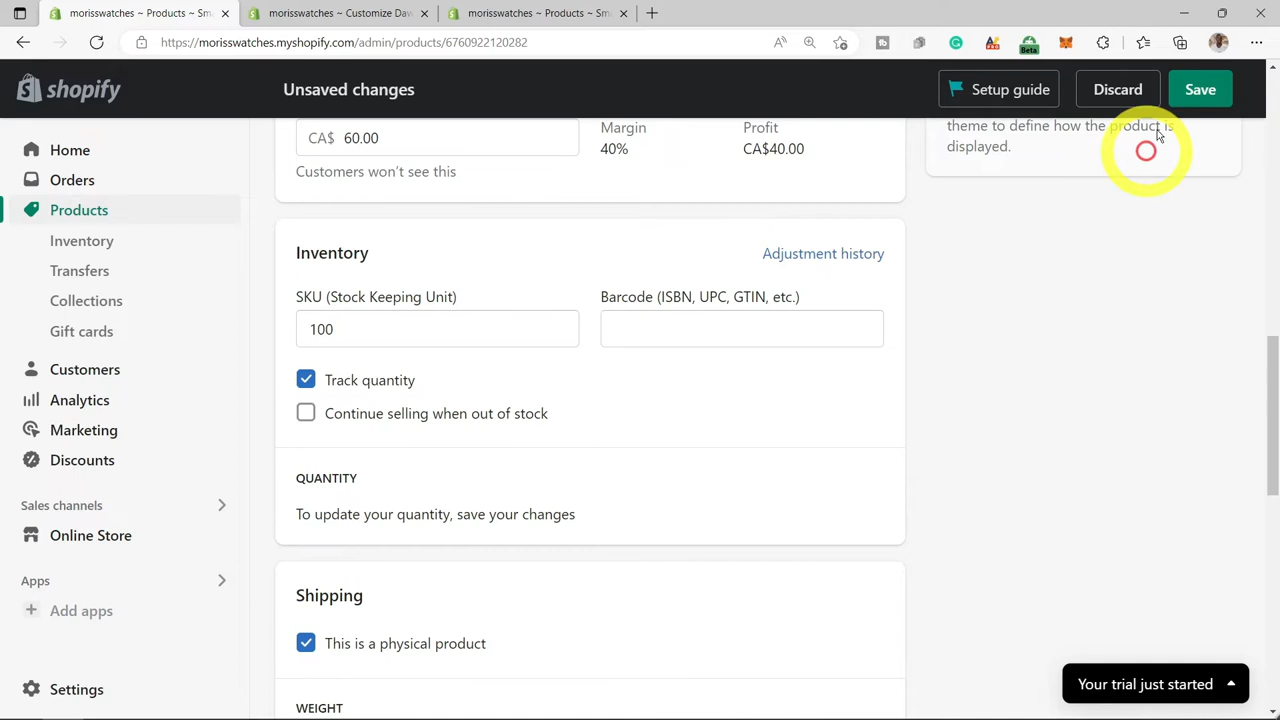 morisswatches ~ Products ~ Sm
morisswatches ~ Customize Daw
morisswatches ~ Products ~ Sm
https://morisswatches.myshopify.com/admin/products/6760922120282
Beta
shopify
Unsaved changes
Setup guide
Discard
Save
Home
Orders
Products
Inventory
Transfers
Collections
Gift cards
Customers
Analytics
Marketing
Discounts
Sales channels
Online Store
Apps
Add apps
Settings
CA$ 60.00
Customers won't see this
Margin
40%
Profit
CA$40.00
theme to define how the product is
displayed.
Inventory
Adjustment history
SKU (Stock Keeping Unit)
100
Barcode (ISBN, UPC, GTIN, etc.)
Track quantity
Continue selling when out of stock
QUANTITY
To update your quantity, save your changes
Shipping
This is a physical product
WEIGHT
Your trial just started